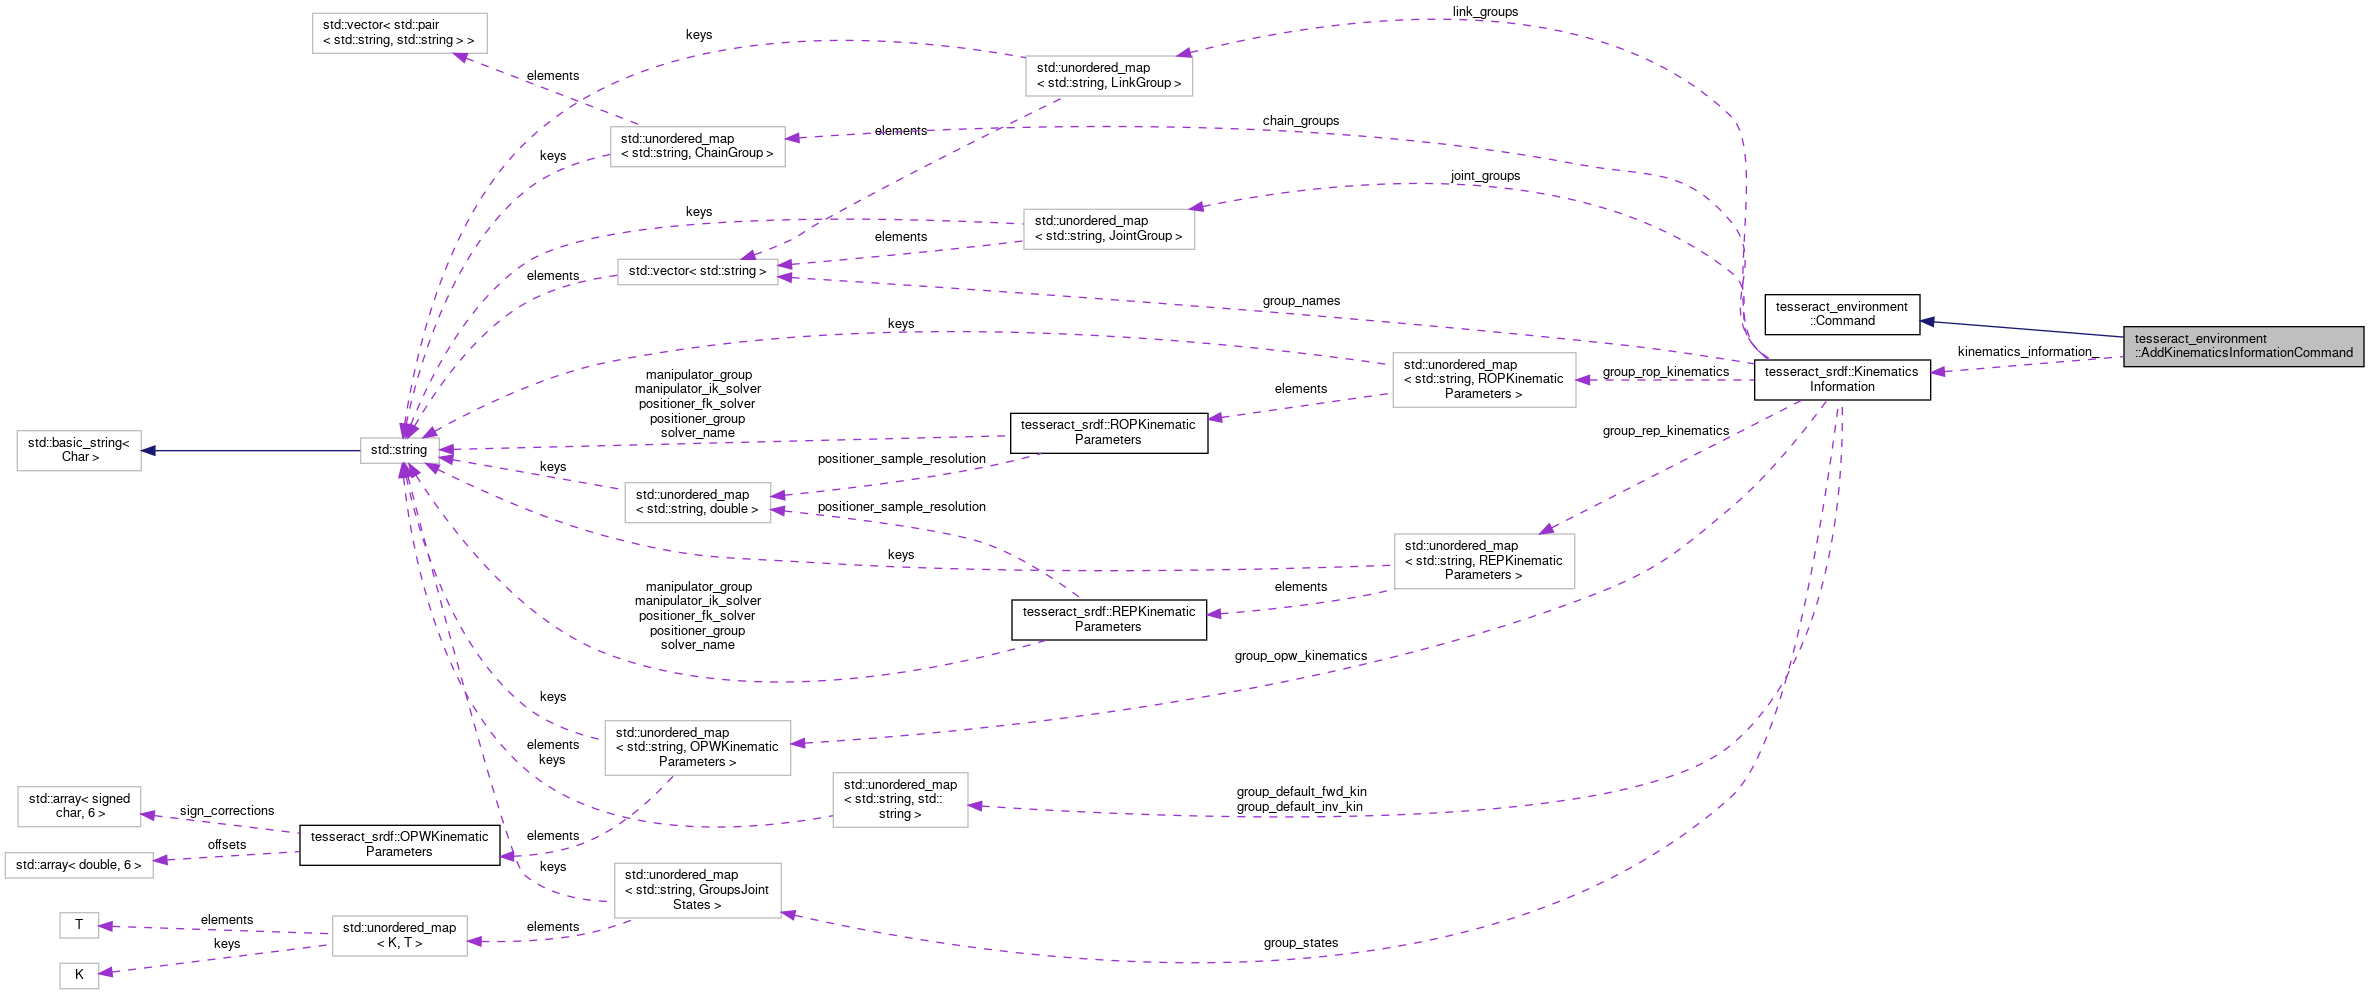 std::vector< std::pair
< std::string, std::string > >
elements
keys
link_groups
std::unordered_map
< std::string, LinkGroup >
std::unordered_map
< std::string, ChainGroup >
keys
elements
chain_groups
joint_groups
keys
std::unordered_map
< std::string, JointGroup >
elements
std::vector< std::string >
elements
group_names
keys
tesseract_environment
::Command
tesseract_environment
::AddKinematicsInformationCommand
kinematics_information_
tesseract_srdf::Kinematics
Information
group_rop_kinematics
std::unordered_map
< std::string, ROPKinematic
Parameters >
elements
manipulator_group
manipulator_ik_solver
positioner_fk_solver
positioner_group
solver_name
tesseract_srdf::ROPKinematic
Parameters
group_rep_kinematics
std::basic_string<
Char >
std::string
keys
positioner_sample_resolution
std::unordered_map
< std::string, double >
positioner_sample_resolution
keys
std::unordered_map
< std::string, REPKinematic
Parameters >
elements
manipulator_group
manipulator_ik_solver
positioner_fk_solver
positioner_group
solver_name
tesseract_srdf::REPKinematic
Parameters
group_opw_kinematics
keys
std::unordered_map
< std::string, OPWKinematic
Parameters >
elements
keys
std::unordered_map
< std::string, std::
string >
group_default_fwd_kin
group_default_inv_kin
std::array< signed
char, 6 >
sign_corrections
tesseract_srdf::OPWKinematic
Parameters
elements
offsets
std::array< double, 6 >
keys
std::unordered_map
< std::string, GroupsJoint
States >
T
elements
std::unordered_map
< K, T >
elements
keys
K
group_states